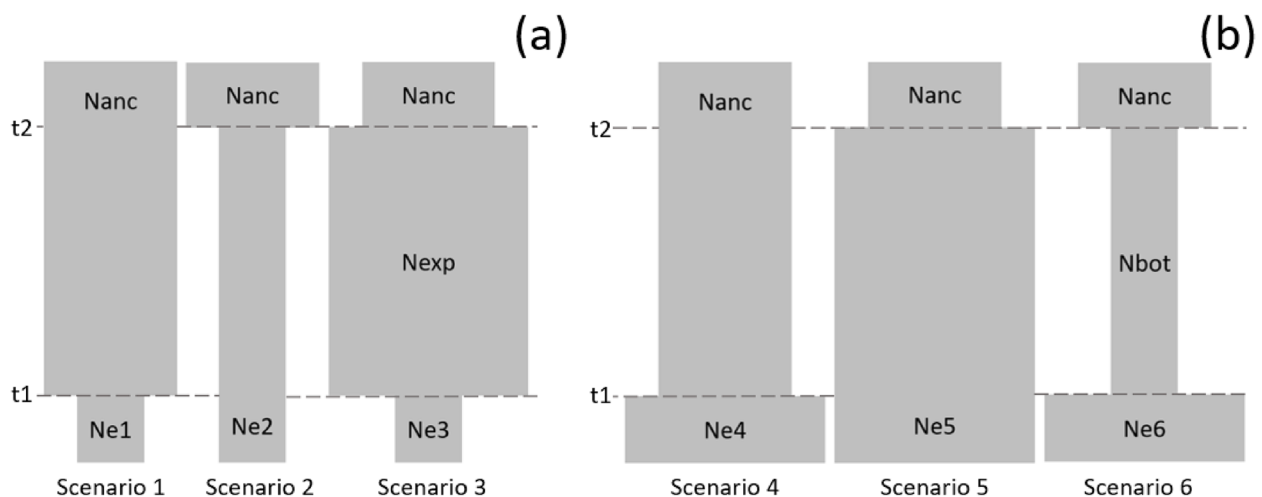 (a)
(b)
Nanc Nanc Nanc Nanc Nanc Nanc
t2 t2
Nexp Nbot
t1 t1
Ne1 Ne2 Ne3 Ne4 Ne5 Ne6
Scenario 1 Scenario 2 Scenario 3 Scenario 4 Scenario 5 Scenario 6